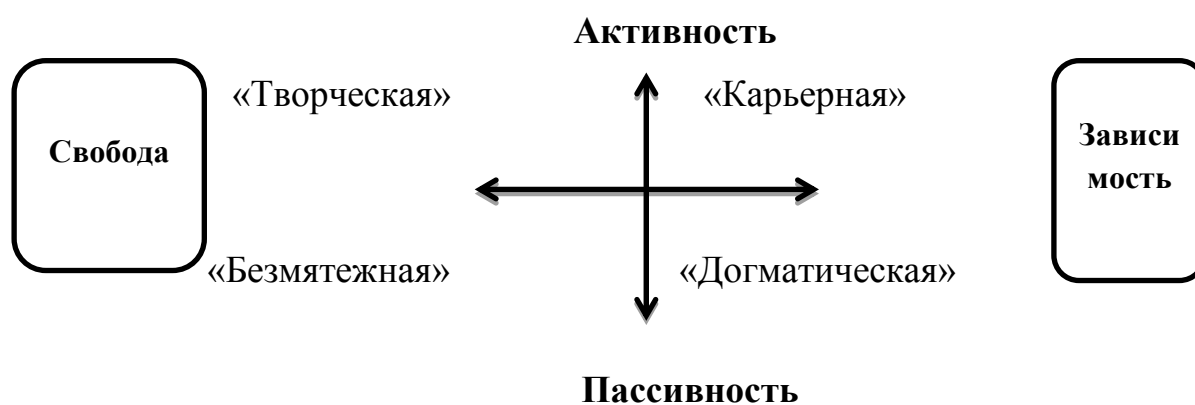 Активность
«Творческая» «Карьерная»
Свобода
Зависи
мость
«Безмятежная» «Догматическая»
Пассивность